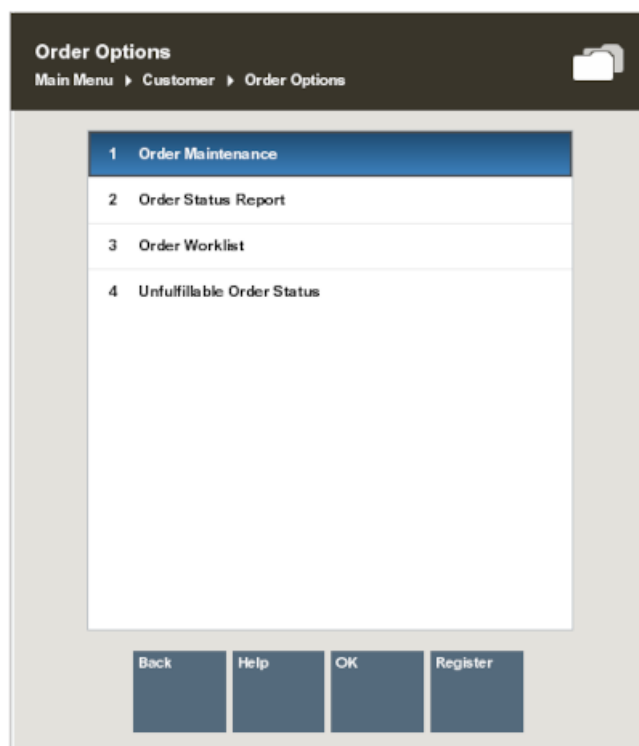 Order Options
Main Menu ▸ Customer ▸ Order Options
1 Order Maintenance
2 Order Status Report
3 Order Worklist
4 Unfulfillable Order Status
Back Help OK Register